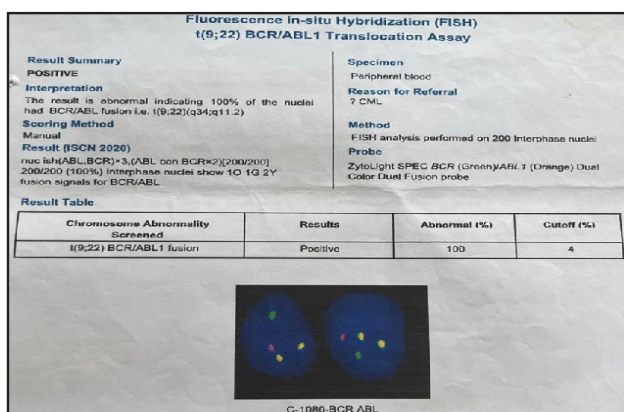 Fluorescence in-situ Hybridization (FISH)
t(9;22) BCR/ABL1 Translocation Assay
Result Summary
POSITIVE
Interpretation
The result is abnormal indicating 100% of the nuclei
had BCR/ABL fusion i.e. t(9;22)(q34;q11.2)
Scoring Method
Manual
Result (ISCN 2020)
nuc ish(ABL,BCR)×3,(ABL con BCR×2)[200/200]
200/200 (100%) Interphase nuclei show 1O 1G 2Y
fusion signals for BCR/ABL
Specimen
Peripheral blood
Reason for Referral
? CML
Method
FISH analysis performed on 200 Interphase nuclei
Probe
ZytoLight SPEC BCR (Green)/ABL1 (Orange) Dual
Color Dual Fusion probe
Result Table
Chromosome Abnormality Screened Results Abnormal (%) Cutoff (%)
t(9;22) BCR/ABL1 fusion Positive 100 4
C-1080-BCR ABL